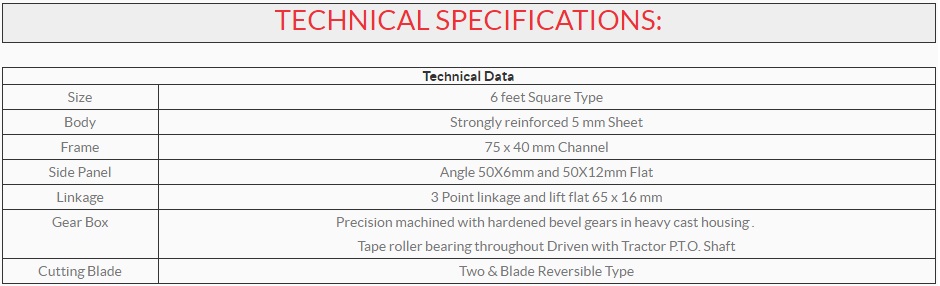 TECHNICAL SPECIFICATIONS:
Technical Data
Size 6 feet Square Type
Body Strongly reinforced 5 mm Sheet
Frame 75 x 40 mm Channel
Side Panel Angle 50X6mm and 50X12mm Flat
Linkage 3 Point linkage and lift flat 65 x 16 mm
Gear Box Precision machined with hardened bevel gears in heavy cast housing .
Tape roller bearing throughout Driven with Tractor P.T.O. Shaft
Cutting Blade Two & Blade Reversible Type